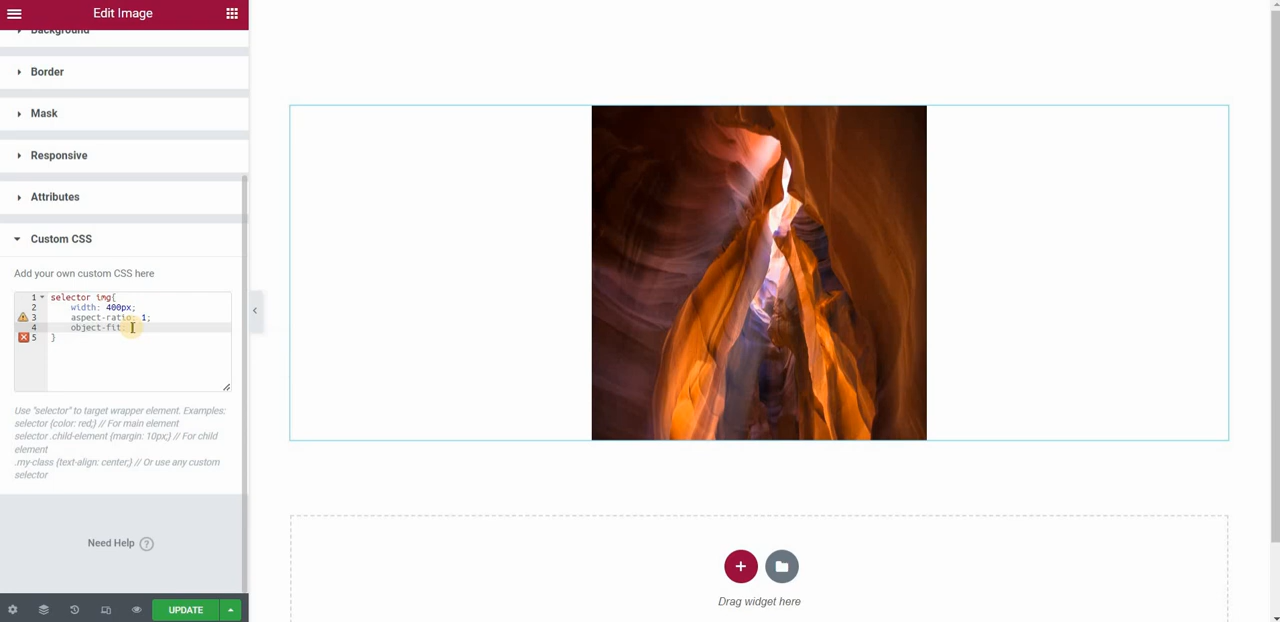 Edit Image
Background
Border
Mask
Responsive
Attributes
Custom CSS
Add your own custom CSS here
1 selector img{
2 width: 400px;
3 aspect-ratio: 1;
4 object-fit:
5 }
Use "selector" to target wrapper element. Examples:
selector {color: red;} // For main element
selector .child-element {margin: 10px;} // For child
element
.my-class {text-align: center;} // Or use any custom
selector
Need Help ?
UPDATE
Drag widget here